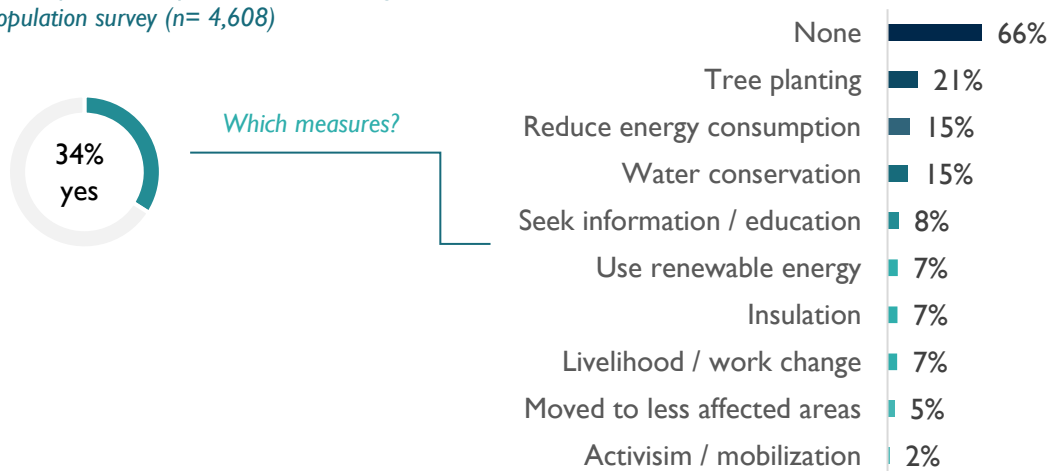 opulation survey (n= 4,608)
34%
yes
Which measures?
None 66%
Tree planting 21%
Reduce energy consumption 15%
Water conservation 15%
Seek information / education 8%
Use renewable energy 7%
Insulation 7%
Livelihood / work change 7%
Moved to less affected areas 5%
Activisim / mobilization 2%